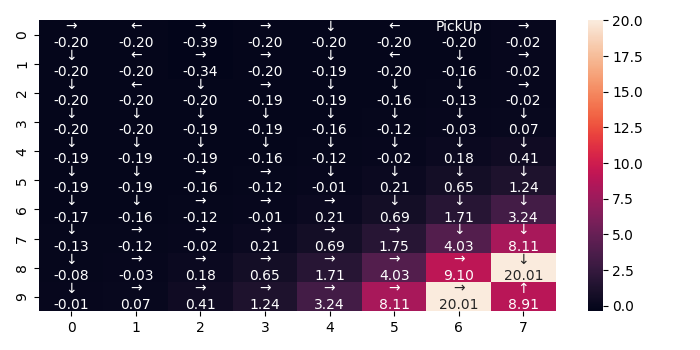 → ← → → ↓ ← PickUp →
0 -0.20 -0.20 -0.39 -0.20 -0.20 -0.20 -0.20 -0.02
↓ ← → → ↓ ← ↓ →
1 -0.20 -0.20 -0.34 -0.20 -0.19 -0.20 -0.16 -0.02
↓ ← ↓ → ↓ ↓ ↓ →
2 -0.20 -0.20 -0.20 -0.19 -0.19 -0.16 -0.13 -0.02
↓ ↓ ↓ ↓ ↓ ↓ ↓ ↓
3 -0.20 -0.20 -0.19 -0.19 -0.16 -0.12 -0.03 0.07
↓ ↓ ↓ ↓ ↓ ↓ ↓ ↓
4 -0.19 -0.19 -0.19 -0.16 -0.12 -0.02 0.18 0.41
↓ ↓ → → ↓ ↓ ↓ ↓
5 -0.19 -0.19 -0.16 -0.12 -0.01 0.21 0.65 1.24
↓ ↓ → → → ↓ ↓ ↓
6 -0.17 -0.16 -0.12 -0.01 0.21 0.69 1.71 3.24
↓ → → → → → ↓ ↓
7 -0.13 -0.12 -0.02 0.21 0.69 1.75 4.03 8.11
↓ → → → → → → ↓
8 -0.08 -0.03 0.18 0.65 1.71 4.03 9.10 20.01
↓ → → → → → → ↑
9 -0.01 0.07 0.41 1.24 3.24 8.11 20.01 8.91
0 1 2 3 4 5 6 7
20.0
17.5
15.0
12.5
10.0
7.5
5.0
2.5
0.0